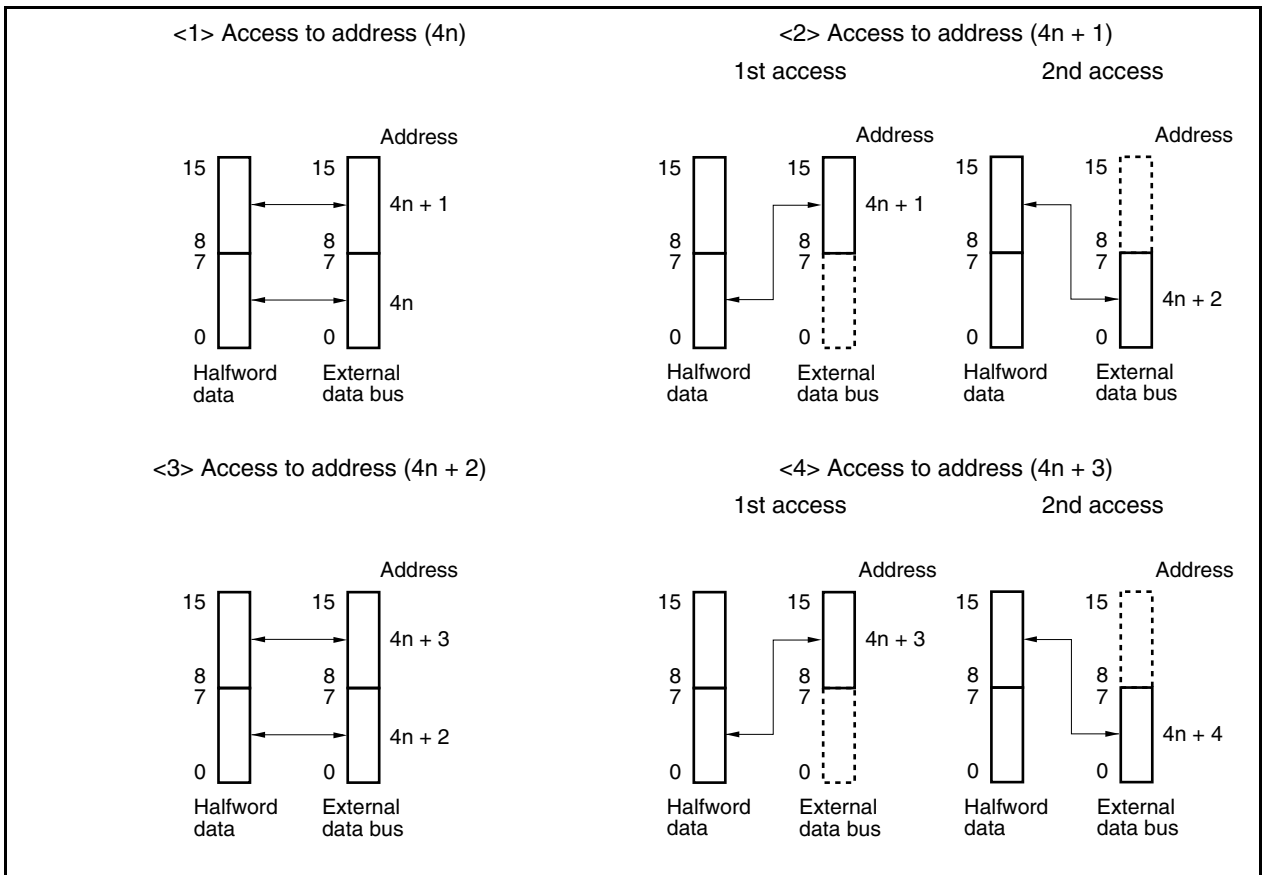 <1> Access to address (4n)
Address
15 15
4n + 1
8 8
7 7
4n
0 0
Halfword data
External data bus
<2> Access to address (4n + 1)
1st access
Address
15 15
4n + 1
8 8
7 7
0 0
Halfword data
External data bus
2nd access
Address
15 15
8 8
7 7
4n + 2
0 0
Halfword data
External data bus
<3> Access to address (4n + 2)
Address
15 15
4n + 3
8 8
7 7
4n + 2
0 0
Halfword data
External data bus
<4> Access to address (4n + 3)
1st access
Address
15 15
4n + 3
8 8
7 7
0 0
Halfword data
External data bus
2nd access
Address
15 15
8 8
7 7
4n + 4
0 0
Halfword data
External data bus